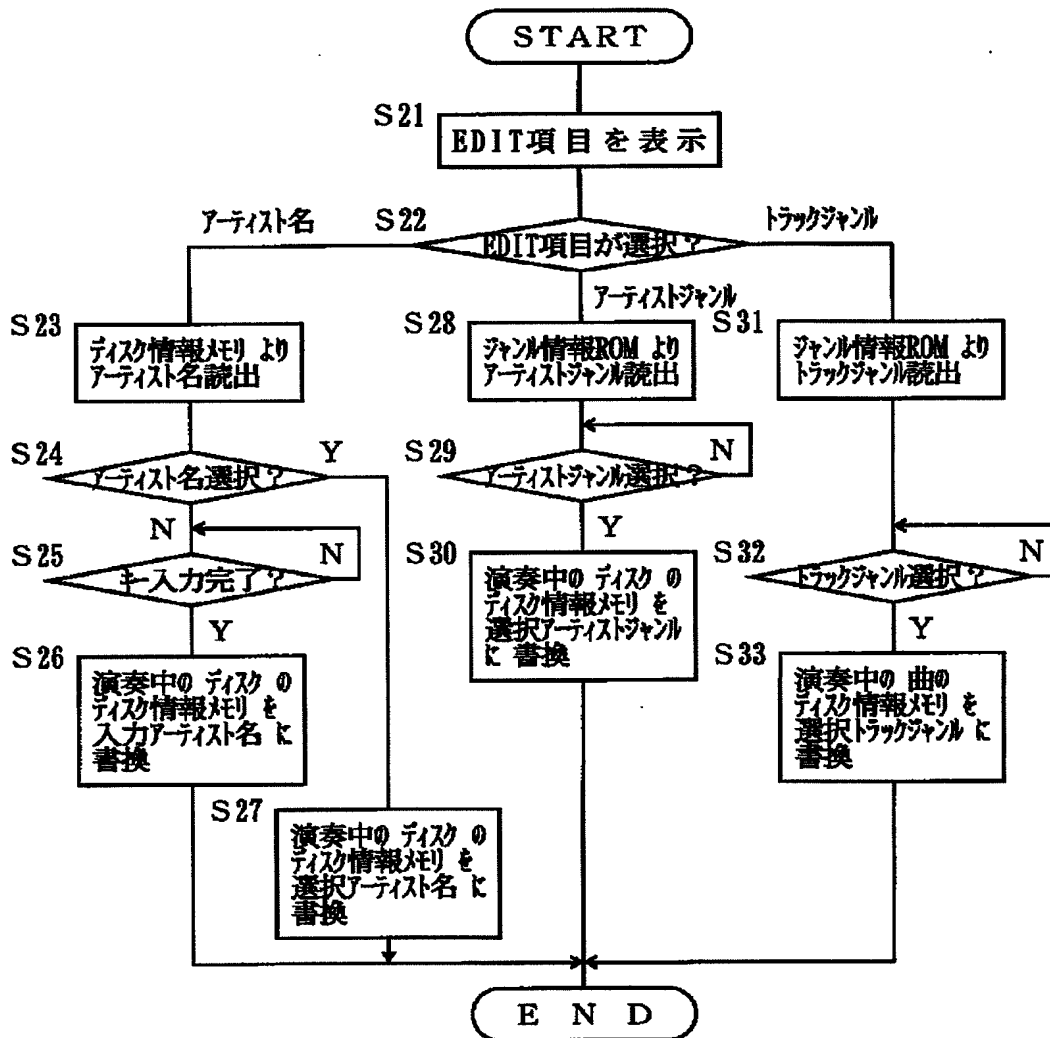 START
S21
EDIT項目を表示
アーティスト名
S22
EDIT項目が選択?
トラックジャンル
アーティストジャンル
S23
ディスク情報メモリ より
アーティスト名読出
S28
ジャンル情報ROM より
アーティストジャンル読出
S31
ジャンル情報ROM より
トラックジャンル読出
S24
アーティスト名選択?
Y
N
S25
キー入力完了?
N
Y
S26
演奏中の ディスク の
ディスク情報メモリ を
入力アーティスト名 に
書換
S27
演奏中の ディスク の
ディスク情報メモリ を
選択アーティスト名 に
書換
S29
アーティストジャンル選択?
N
Y
S30
演奏中の ディスク の
ディスク情報メモリ を
選択アーティストジャンル
に 書換
S32
トラックジャンル選択?
N
Y
S33
演奏中の 曲の
ディスク情報メモリ を
選択トラックジャンル に
書換
END